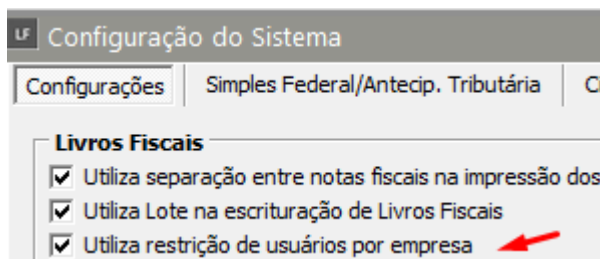 LF Configuração do Sistema
Configurações Simples Federal/Antecip. Tributária
Livros Fiscais
Utiliza separação entre notas fiscais na impressão dos
Utiliza Lote na escrituração de Livros Fiscais
Utiliza restrição de usuários por empresa